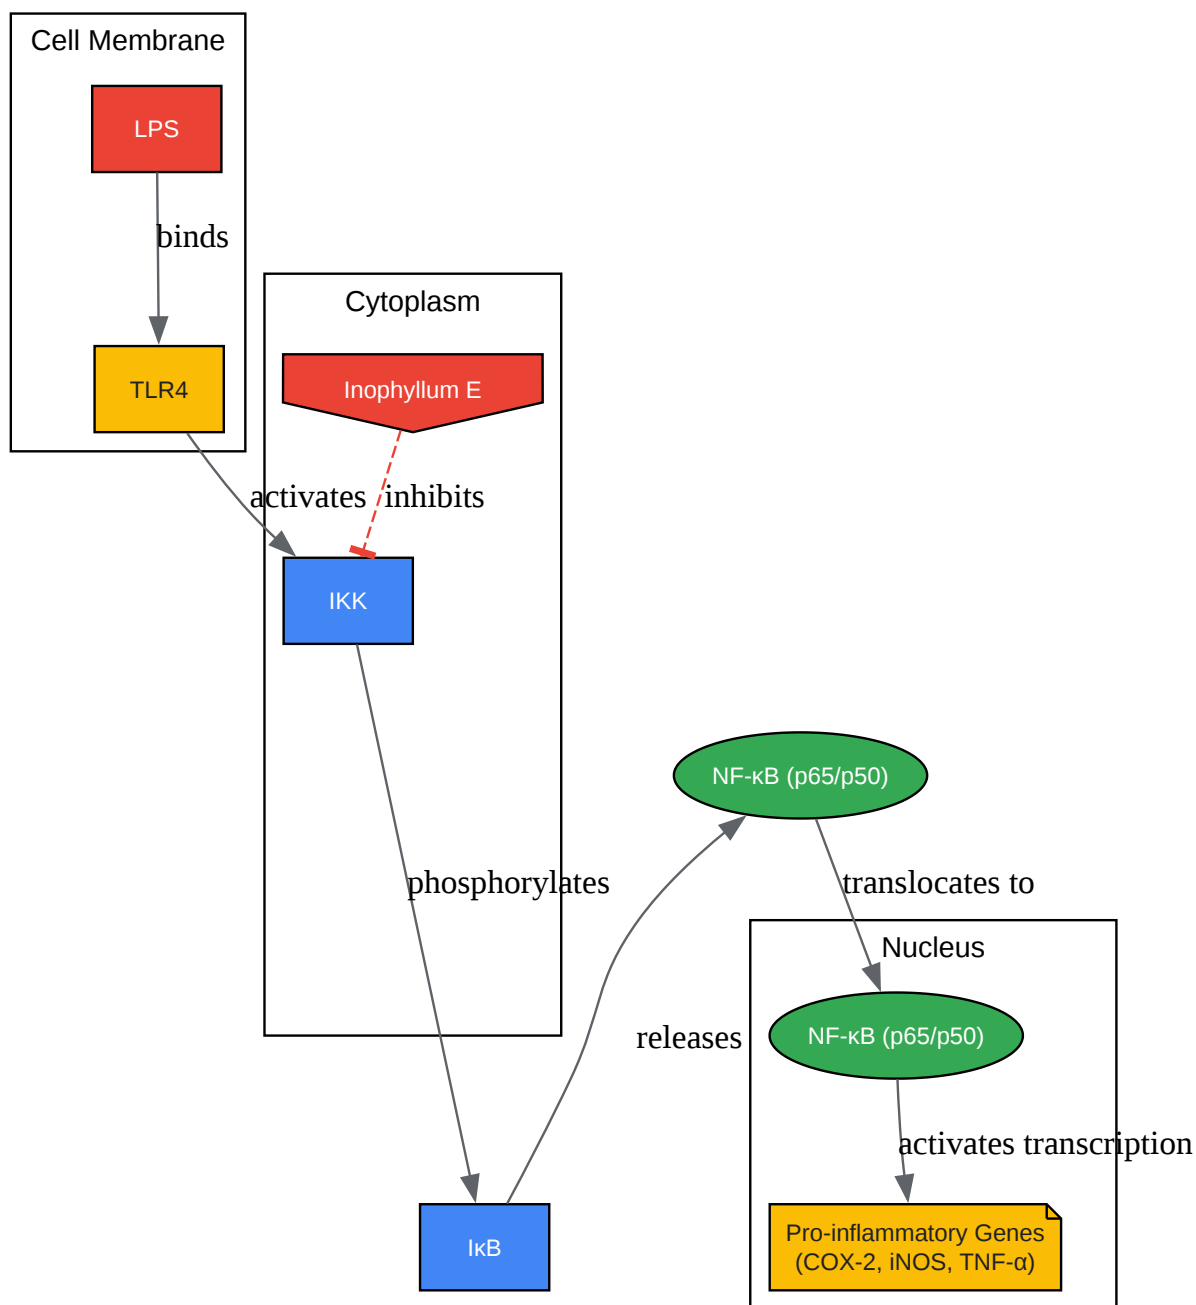 Cell Membrane
LPS
binds
TLR4
Cytoplasm
Inophyllum E
activates
inhibits
IKK
phosphorylates
NF-κB (p65/p50)
translocates to
Nucleus
NF-κB (p65/p50)
releases
activates transcription
IκB
Pro-inflammatory Genes
(COX-2, iNOS, TNF-α)